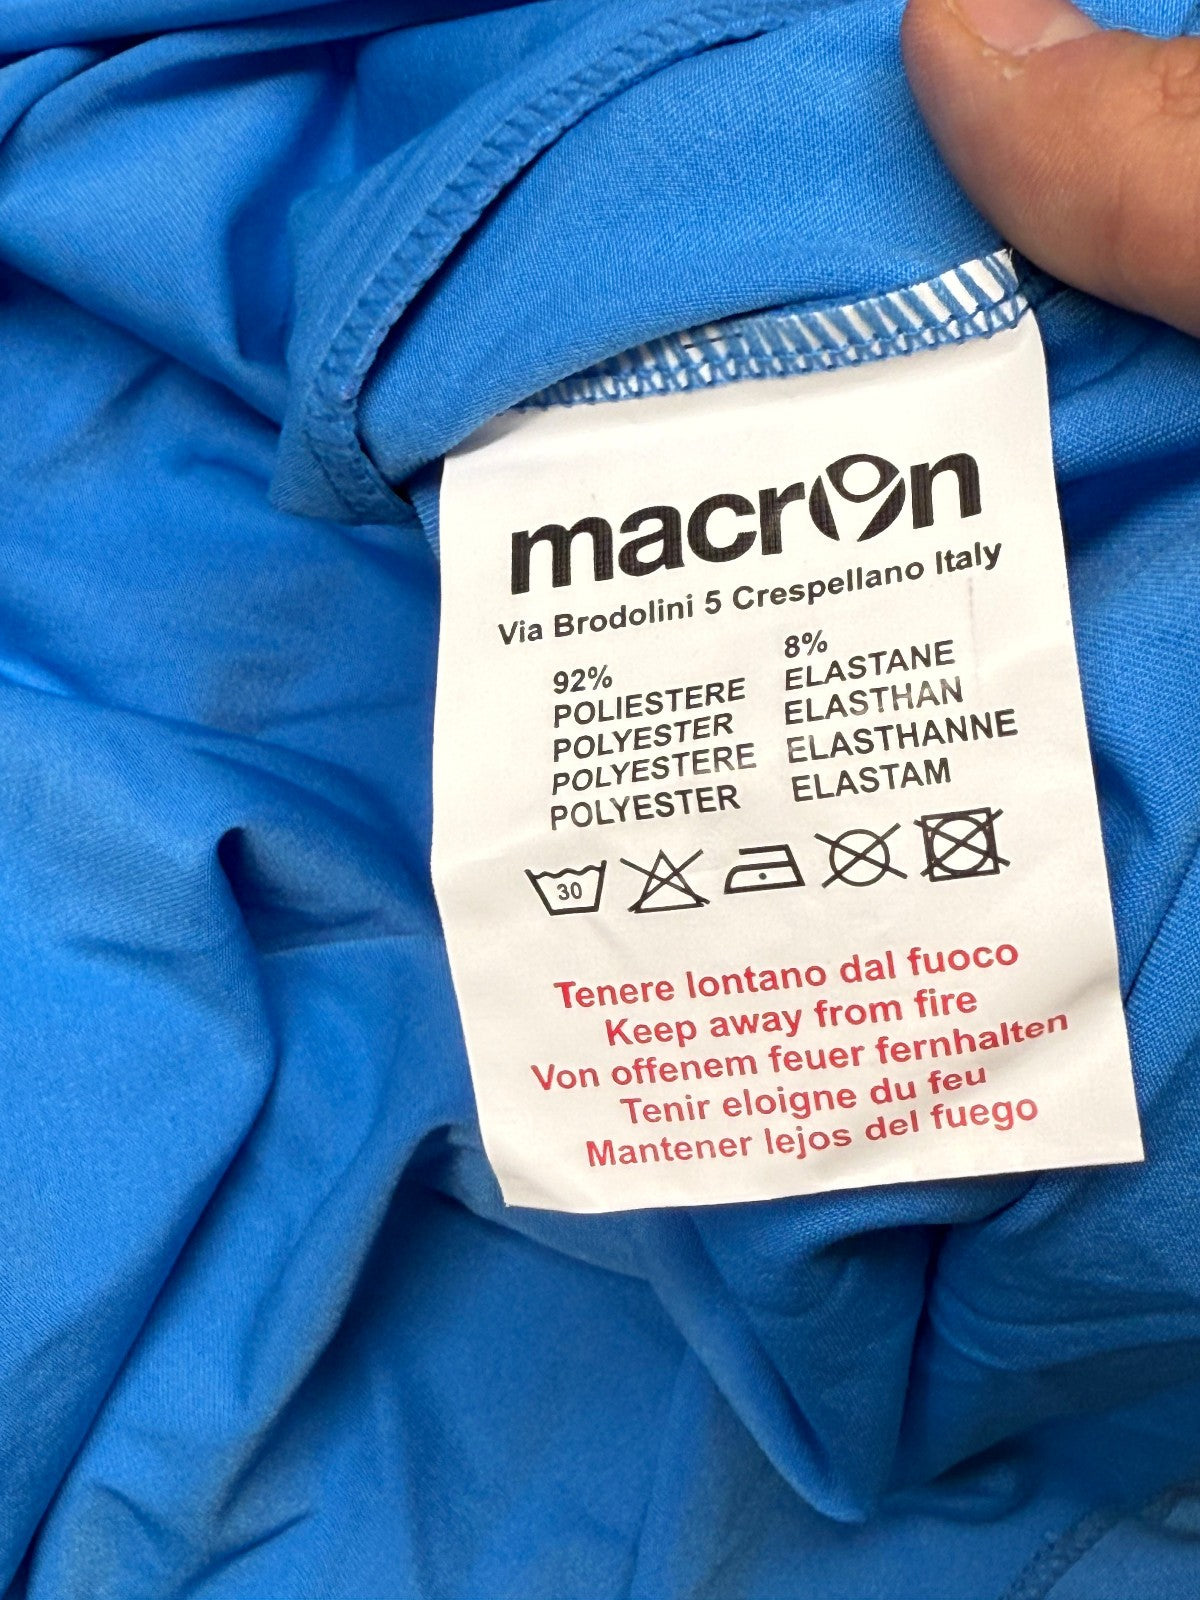 macron
Via Brodolini 5 Crespellano Italy
92%
POLIESTERE
POLYESTER
POLYESTERE
POLYESTER
8%
ELASTANE
ELASTHAN
ELASTHANNE
ELASTAM
30
Tenere lontano dal fuoco
Keep away from fire
Von offenem feuer fernhalten
Tenir eloigne du feu
Mantener lejos del fuego